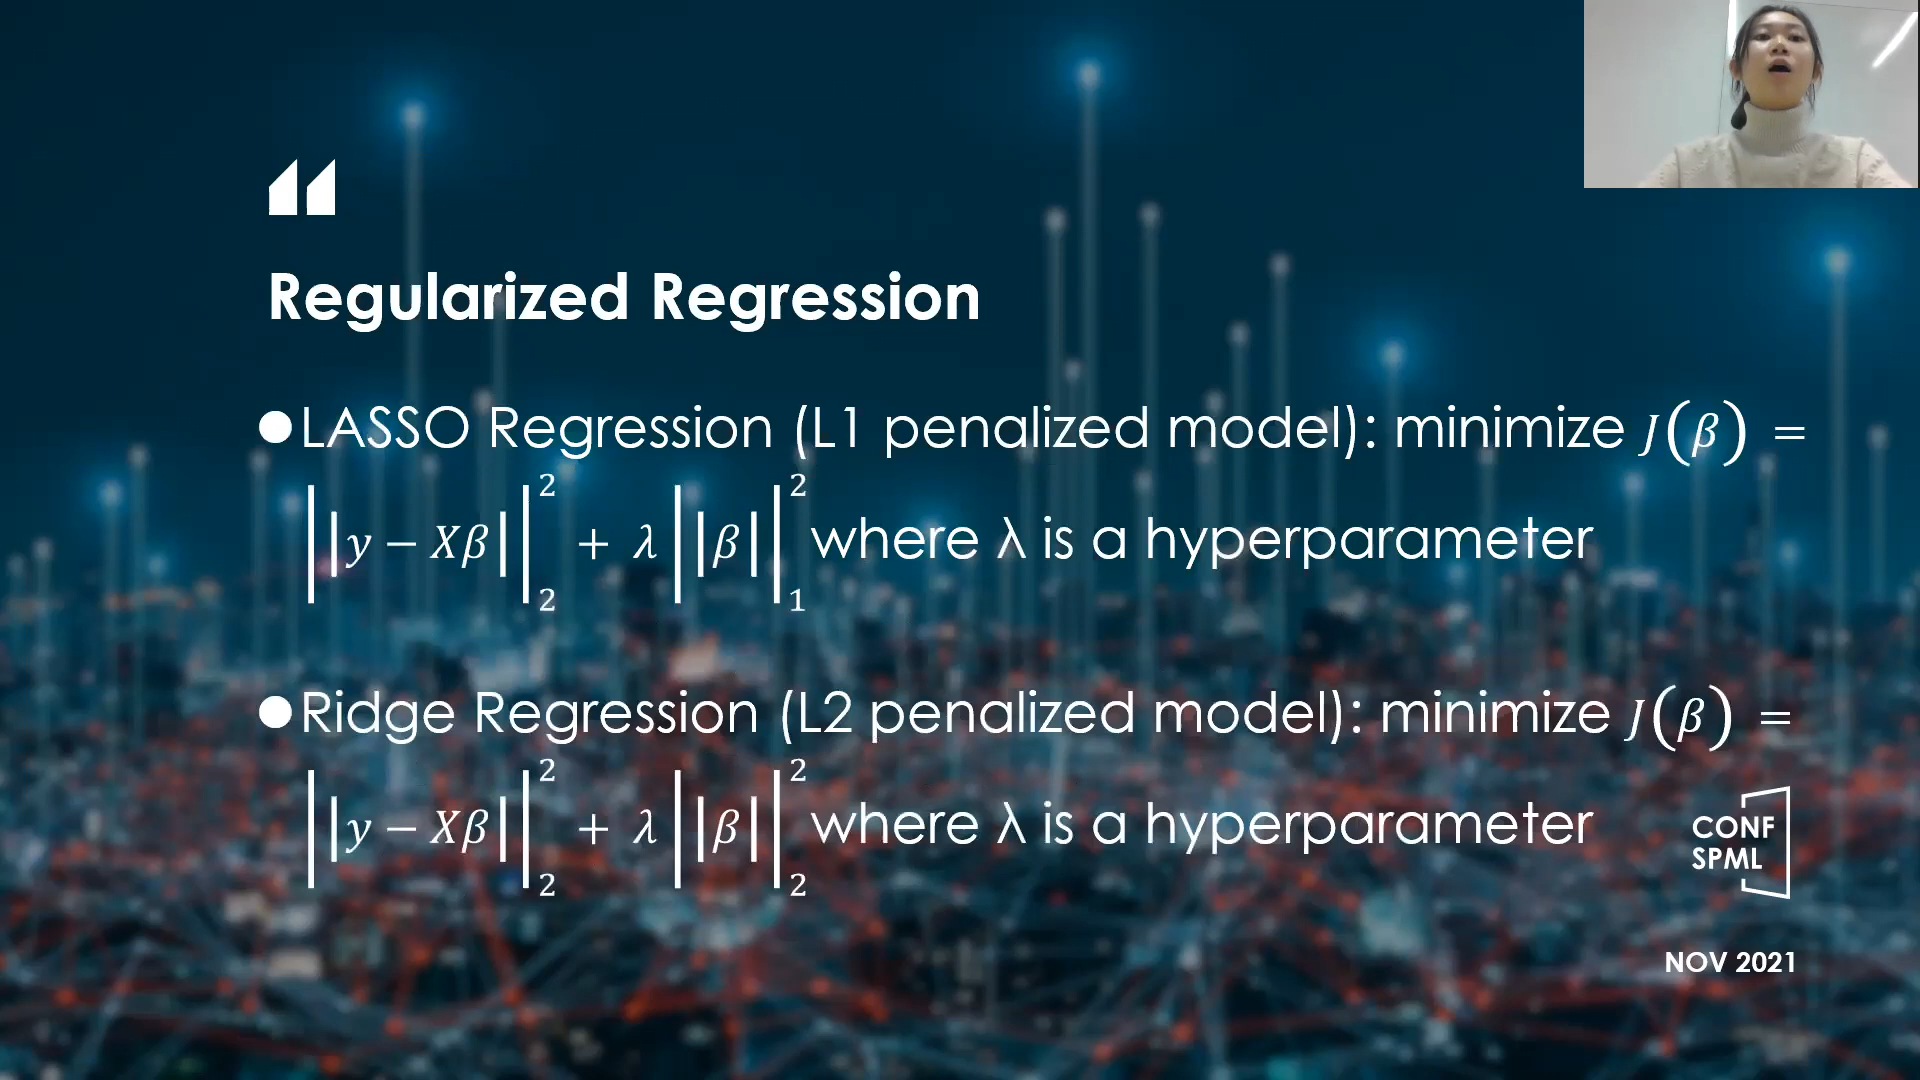 Regularized Regression
●LASSO Regression (L1 penalized model): minimize 𝐽(𝛽) =
||𝑦 − 𝑋𝛽||₂² + 𝜆||𝛽||₁² where λ is a hyperparameter
●Ridge Regression (L2 penalized model): minimize 𝐽(𝛽) =
||𝑦 − 𝑋𝛽||₂² + 𝜆||𝛽||₂² where λ is a hyperparameter
CONF
SPML
NOV 2021